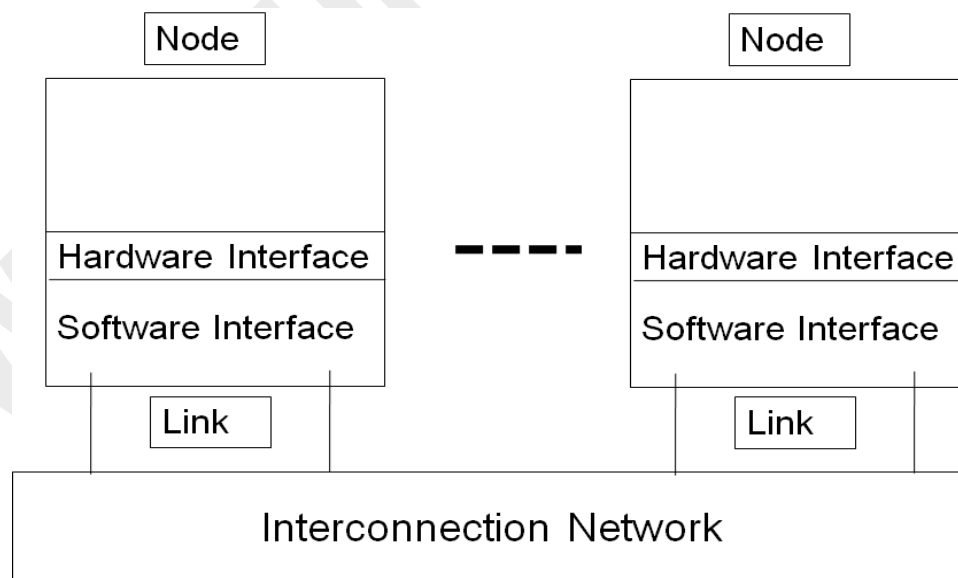 Node
Node
Hardware Interface
Hardware Interface
Software Interface
Software Interface
Link
Link
Interconnection Network